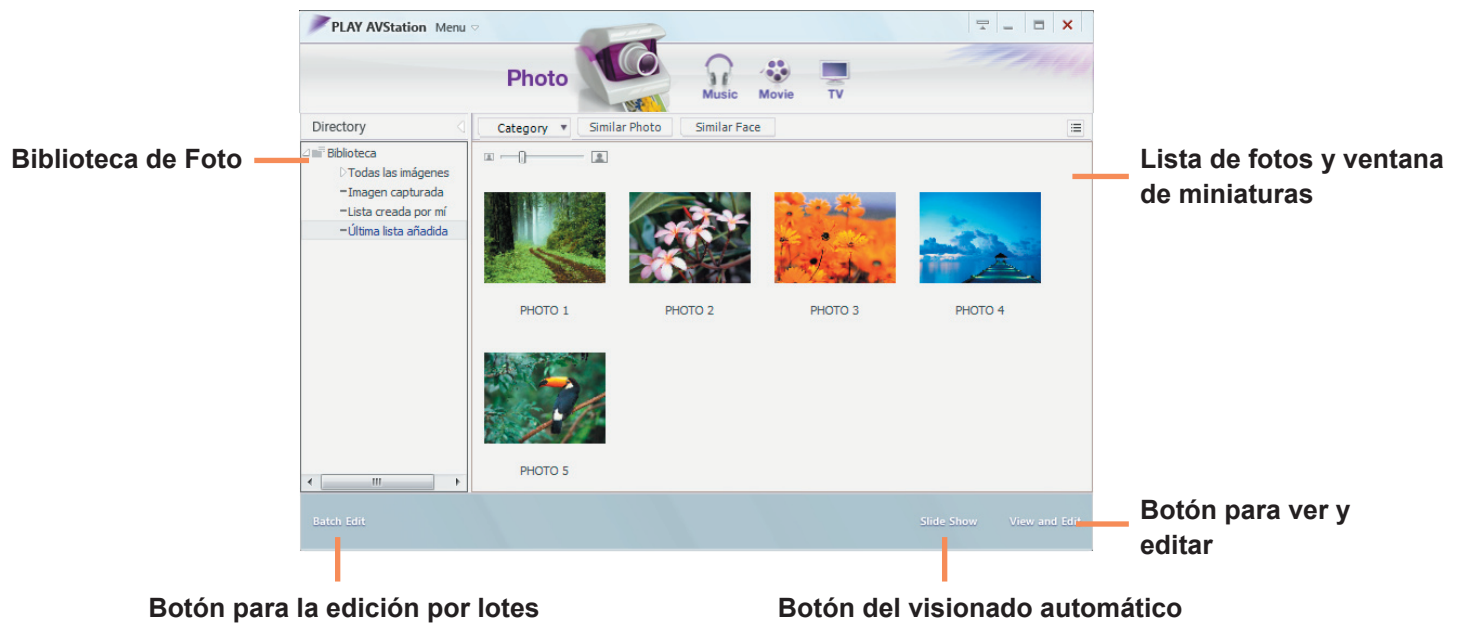 PLAY AVStation Menu
Photo
Music
Movie
TV
Directory
Category
Similar Photo
Similar Face
Biblioteca de Foto
Biblioteca
Todas las imágenes
Imagen capturada
Lista creada por mí
Última lista añadida
Lista de fotos y ventana
de miniaturas
PHOTO 1
PHOTO 2
PHOTO 3
PHOTO 4
PHOTO 5
Batch Edit
Slide Show
View and Edit
Botón para ver y
editar
Botón para la edición por lotes
Botón del visionado automático